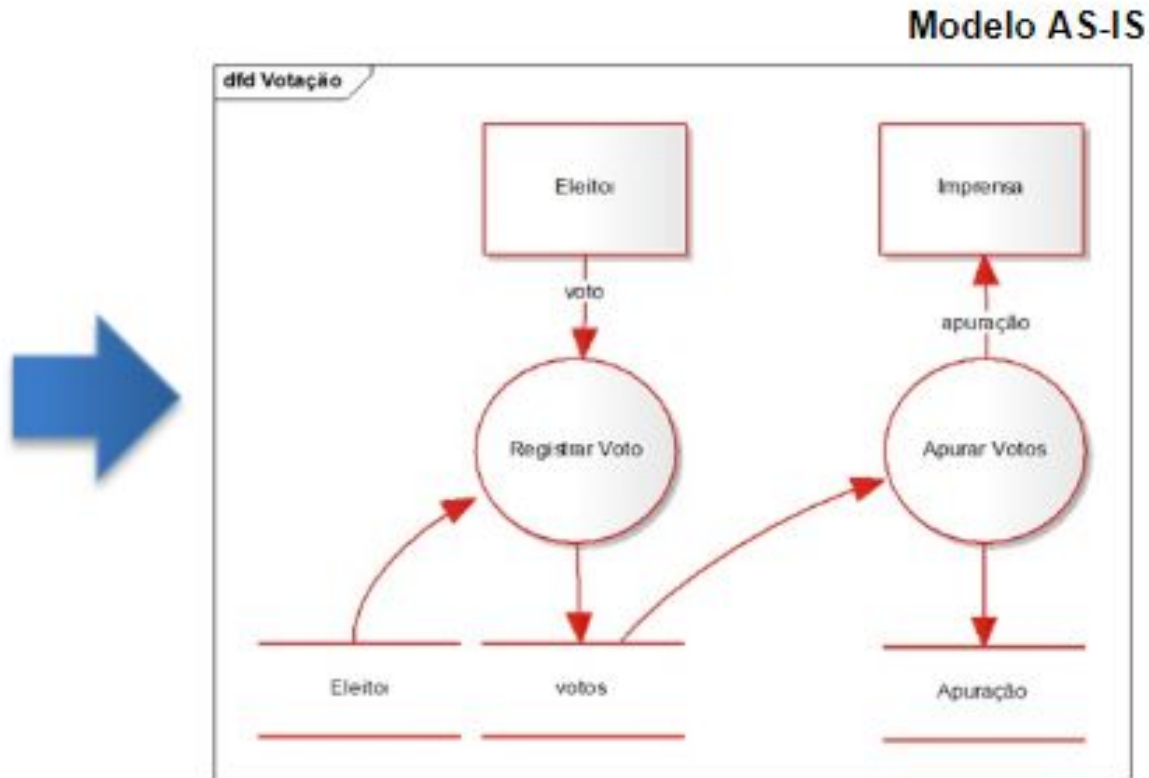 Modelo AS-IS
dfd Votação
Eleitor
Imprensa
voto
apuração
Registrar Voto
Apurar Votos
Eleitor
votos
Apuração